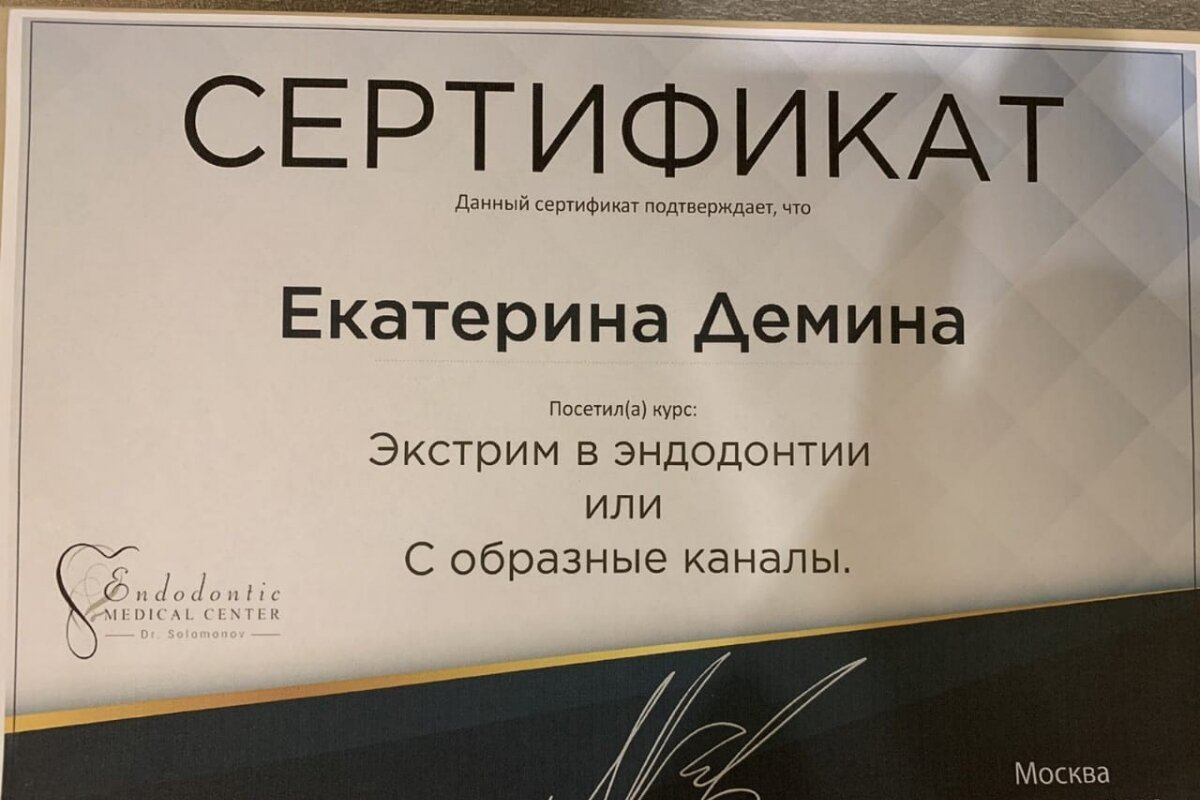 СЕРТИФИКАТ
Данный сертификат подтверждает, что
Екатерина Демина
Посетил(а) курс:
Экстрим в эндодонтии
или
С образные каналы.
Endodontic
MEDICAL CENTER
Dr. Solomonov
Москва